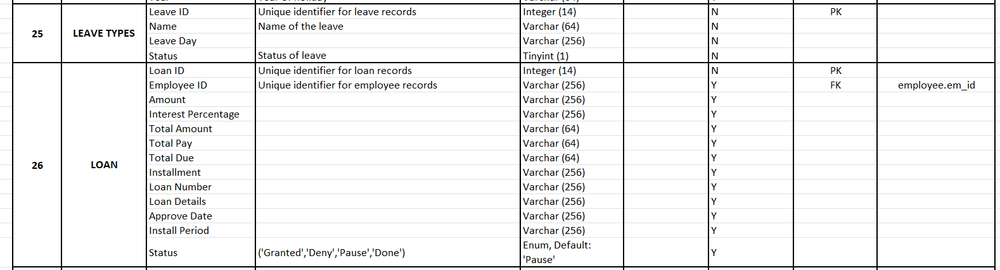 Leave ID Unique identifier for leave records Integer (14) N PK
Name Name of the leave Varchar (64) N
25 LEAVE TYPES
Leave Day Varchar (256) N
Status Status of leave Tinyint (1) N
Loan ID Unique identifier for loan records Integer (14) N PK
Employee ID Unique identifier for employee records Varchar (256) Y FK employee.em_id
Amount Varchar (256) Y
Interest Percentage Varchar (256) Y
Total Amount Varchar (64) Y
Total Pay Varchar (64) Y
Total Due Varchar (64) Y
26 LOAN
Installment Varchar (256) Y
Loan Number Varchar (256) Y
Loan Details Varchar (256) Y
Approve Date Varchar (256) Y
Install Period Varchar (256) Y
Status ('Granted','Deny','Pause','Done') Enum, Default: Y
'Pause'